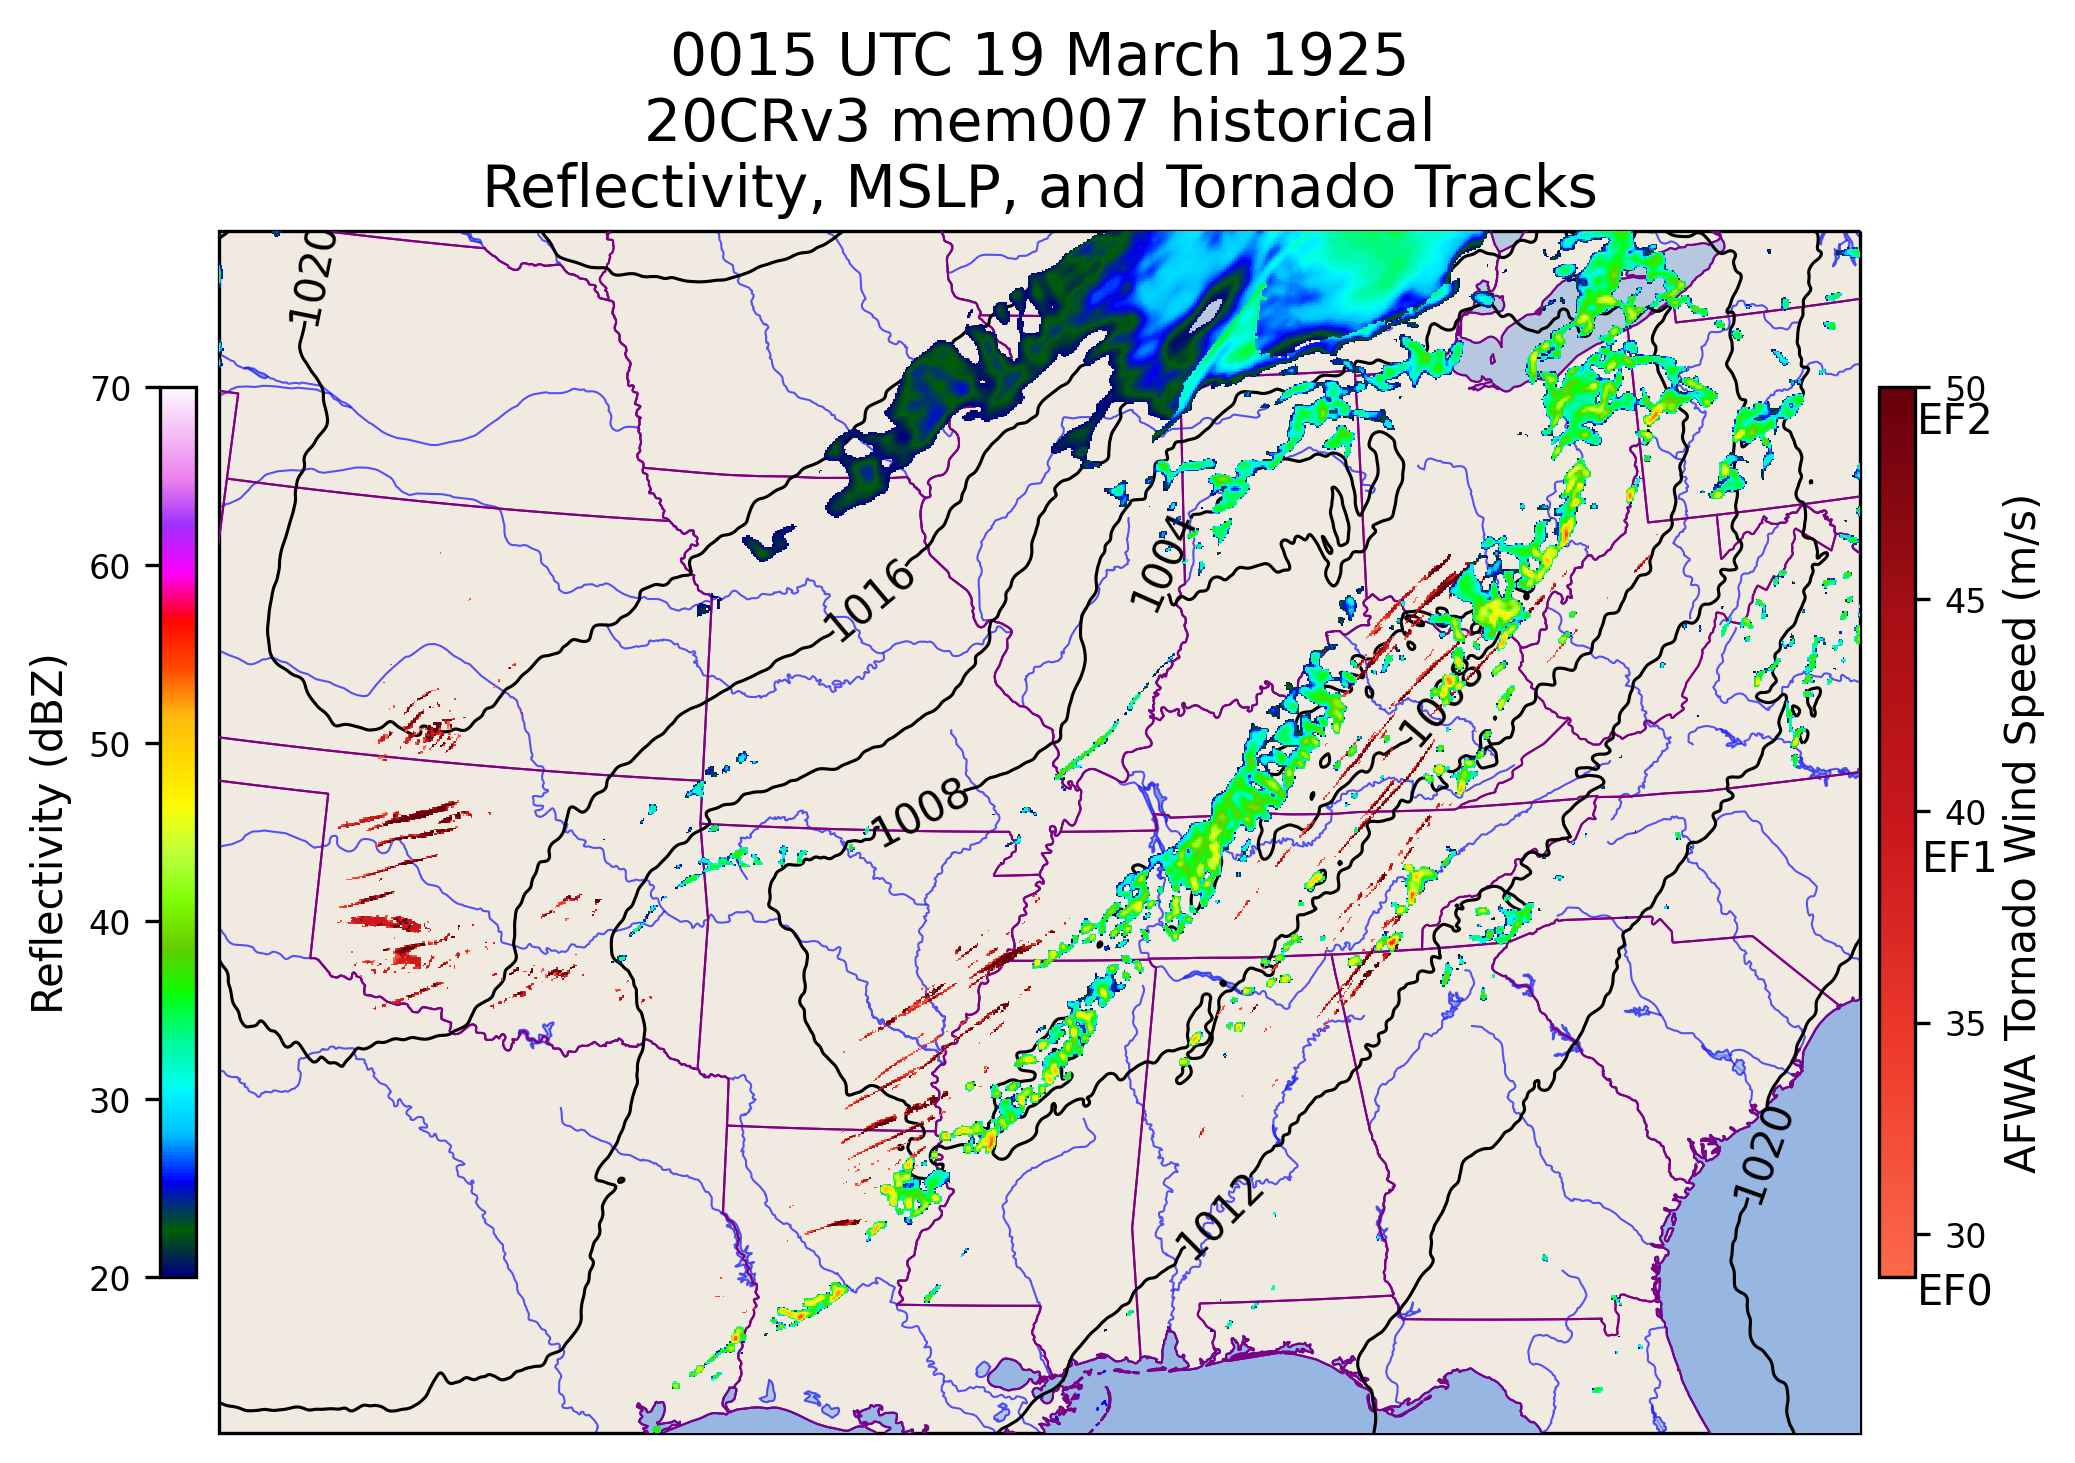 0015 UTC 19 March 1925
20CRv3 mem007 historical
Reflectivity, MSLP, and Tornado Tracks
Reflectivity (dBZ)
70
60
50
40
30
20
1020
1016
1004
1008
1008
1012
1020
50
EF2
45
40
EF1
35
30
EF0
AFWA Tornado Wind Speed (m/s)